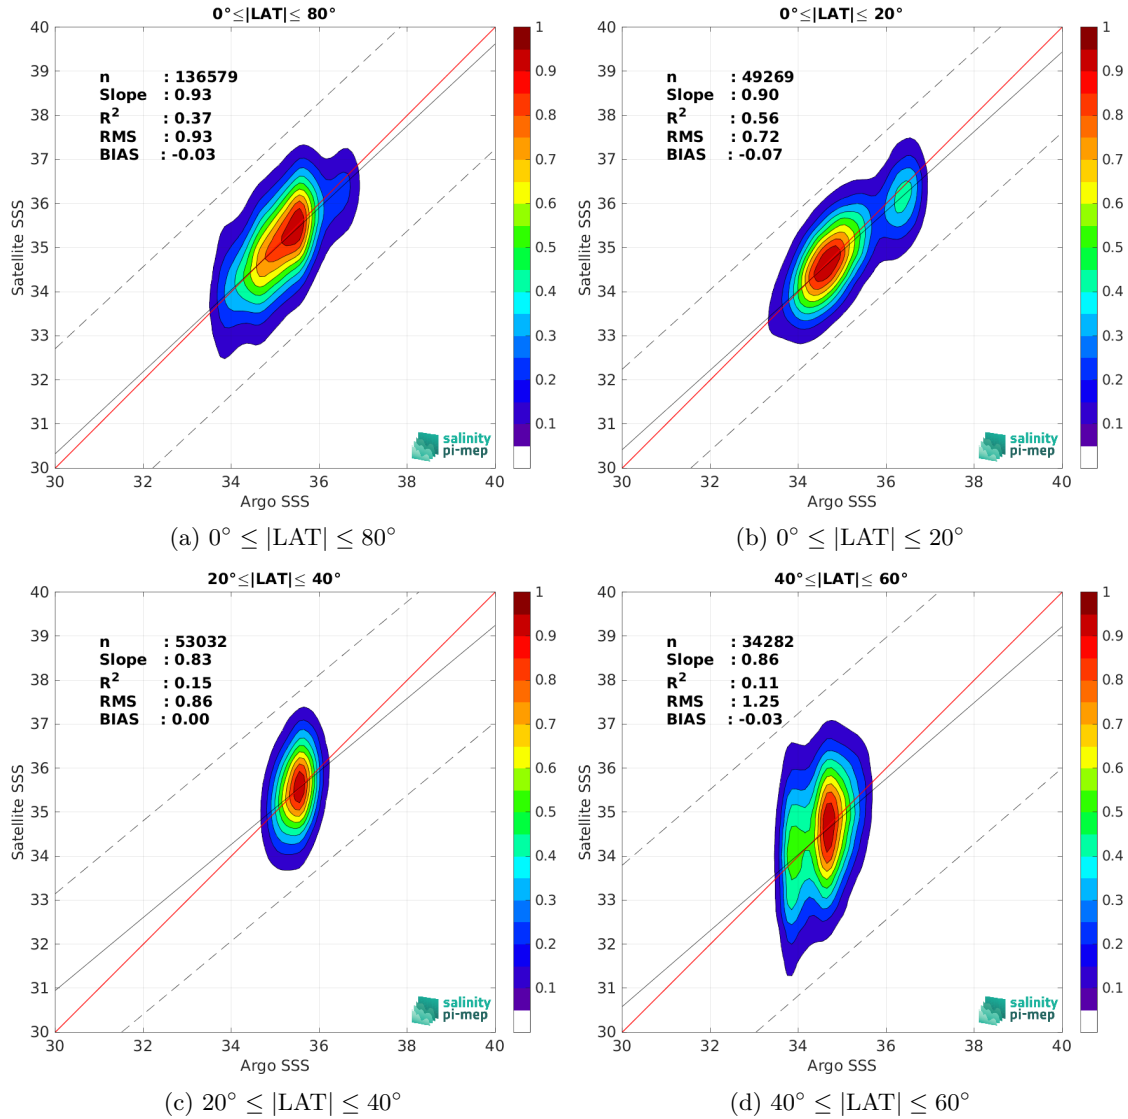 0°≤|LAT|≤ 80°
40
39
38
37
36
35
34
33
32
31
30
Satellite SSS
n : 136579
Slope : 0.93
R² : 0.37
RMS : 0.93
BIAS : -0.03
salinity
pi-mep
30 32 34 36 38 40
Argo SSS
1
0.9
0.8
0.7
0.6
0.5
0.4
0.3
0.2
0.1
(a) 0° ≤ |LAT| ≤ 80°
0°≤|LAT|≤ 20°
40
39
38
37
36
35
34
33
32
31
30
Satellite SSS
n : 49269
Slope : 0.90
R² : 0.56
RMS : 0.72
BIAS : -0.07
salinity
pi-mep
30 32 34 36 38 40
Argo SSS
1
0.9
0.8
0.7
0.6
0.5
0.4
0.3
0.2
0.1
(b) 0° ≤ |LAT| ≤ 20°
20°≤|LAT|≤ 40°
40
39
38
37
36
35
34
33
32
31
30
Satellite SSS
n : 53032
Slope : 0.83
R² : 0.15
RMS : 0.86
BIAS : 0.00
salinity
pi-mep
30 32 34 36 38 40
Argo SSS
1
0.9
0.8
0.7
0.6
0.5
0.4
0.3
0.2
0.1
(c) 20° ≤ |LAT| ≤ 40°
40°≤|LAT|≤ 60°
40
39
38
37
36
35
34
33
32
31
30
Satellite SSS
n : 34282
Slope : 0.86
R² : 0.11
RMS : 1.25
BIAS : -0.03
salinity
pi-mep
30 32 34 36 38 40
Argo SSS
1
0.9
0.8
0.7
0.6
0.5
0.4
0.3
0.2
0.1
(d) 40° ≤ |LAT| ≤ 60°